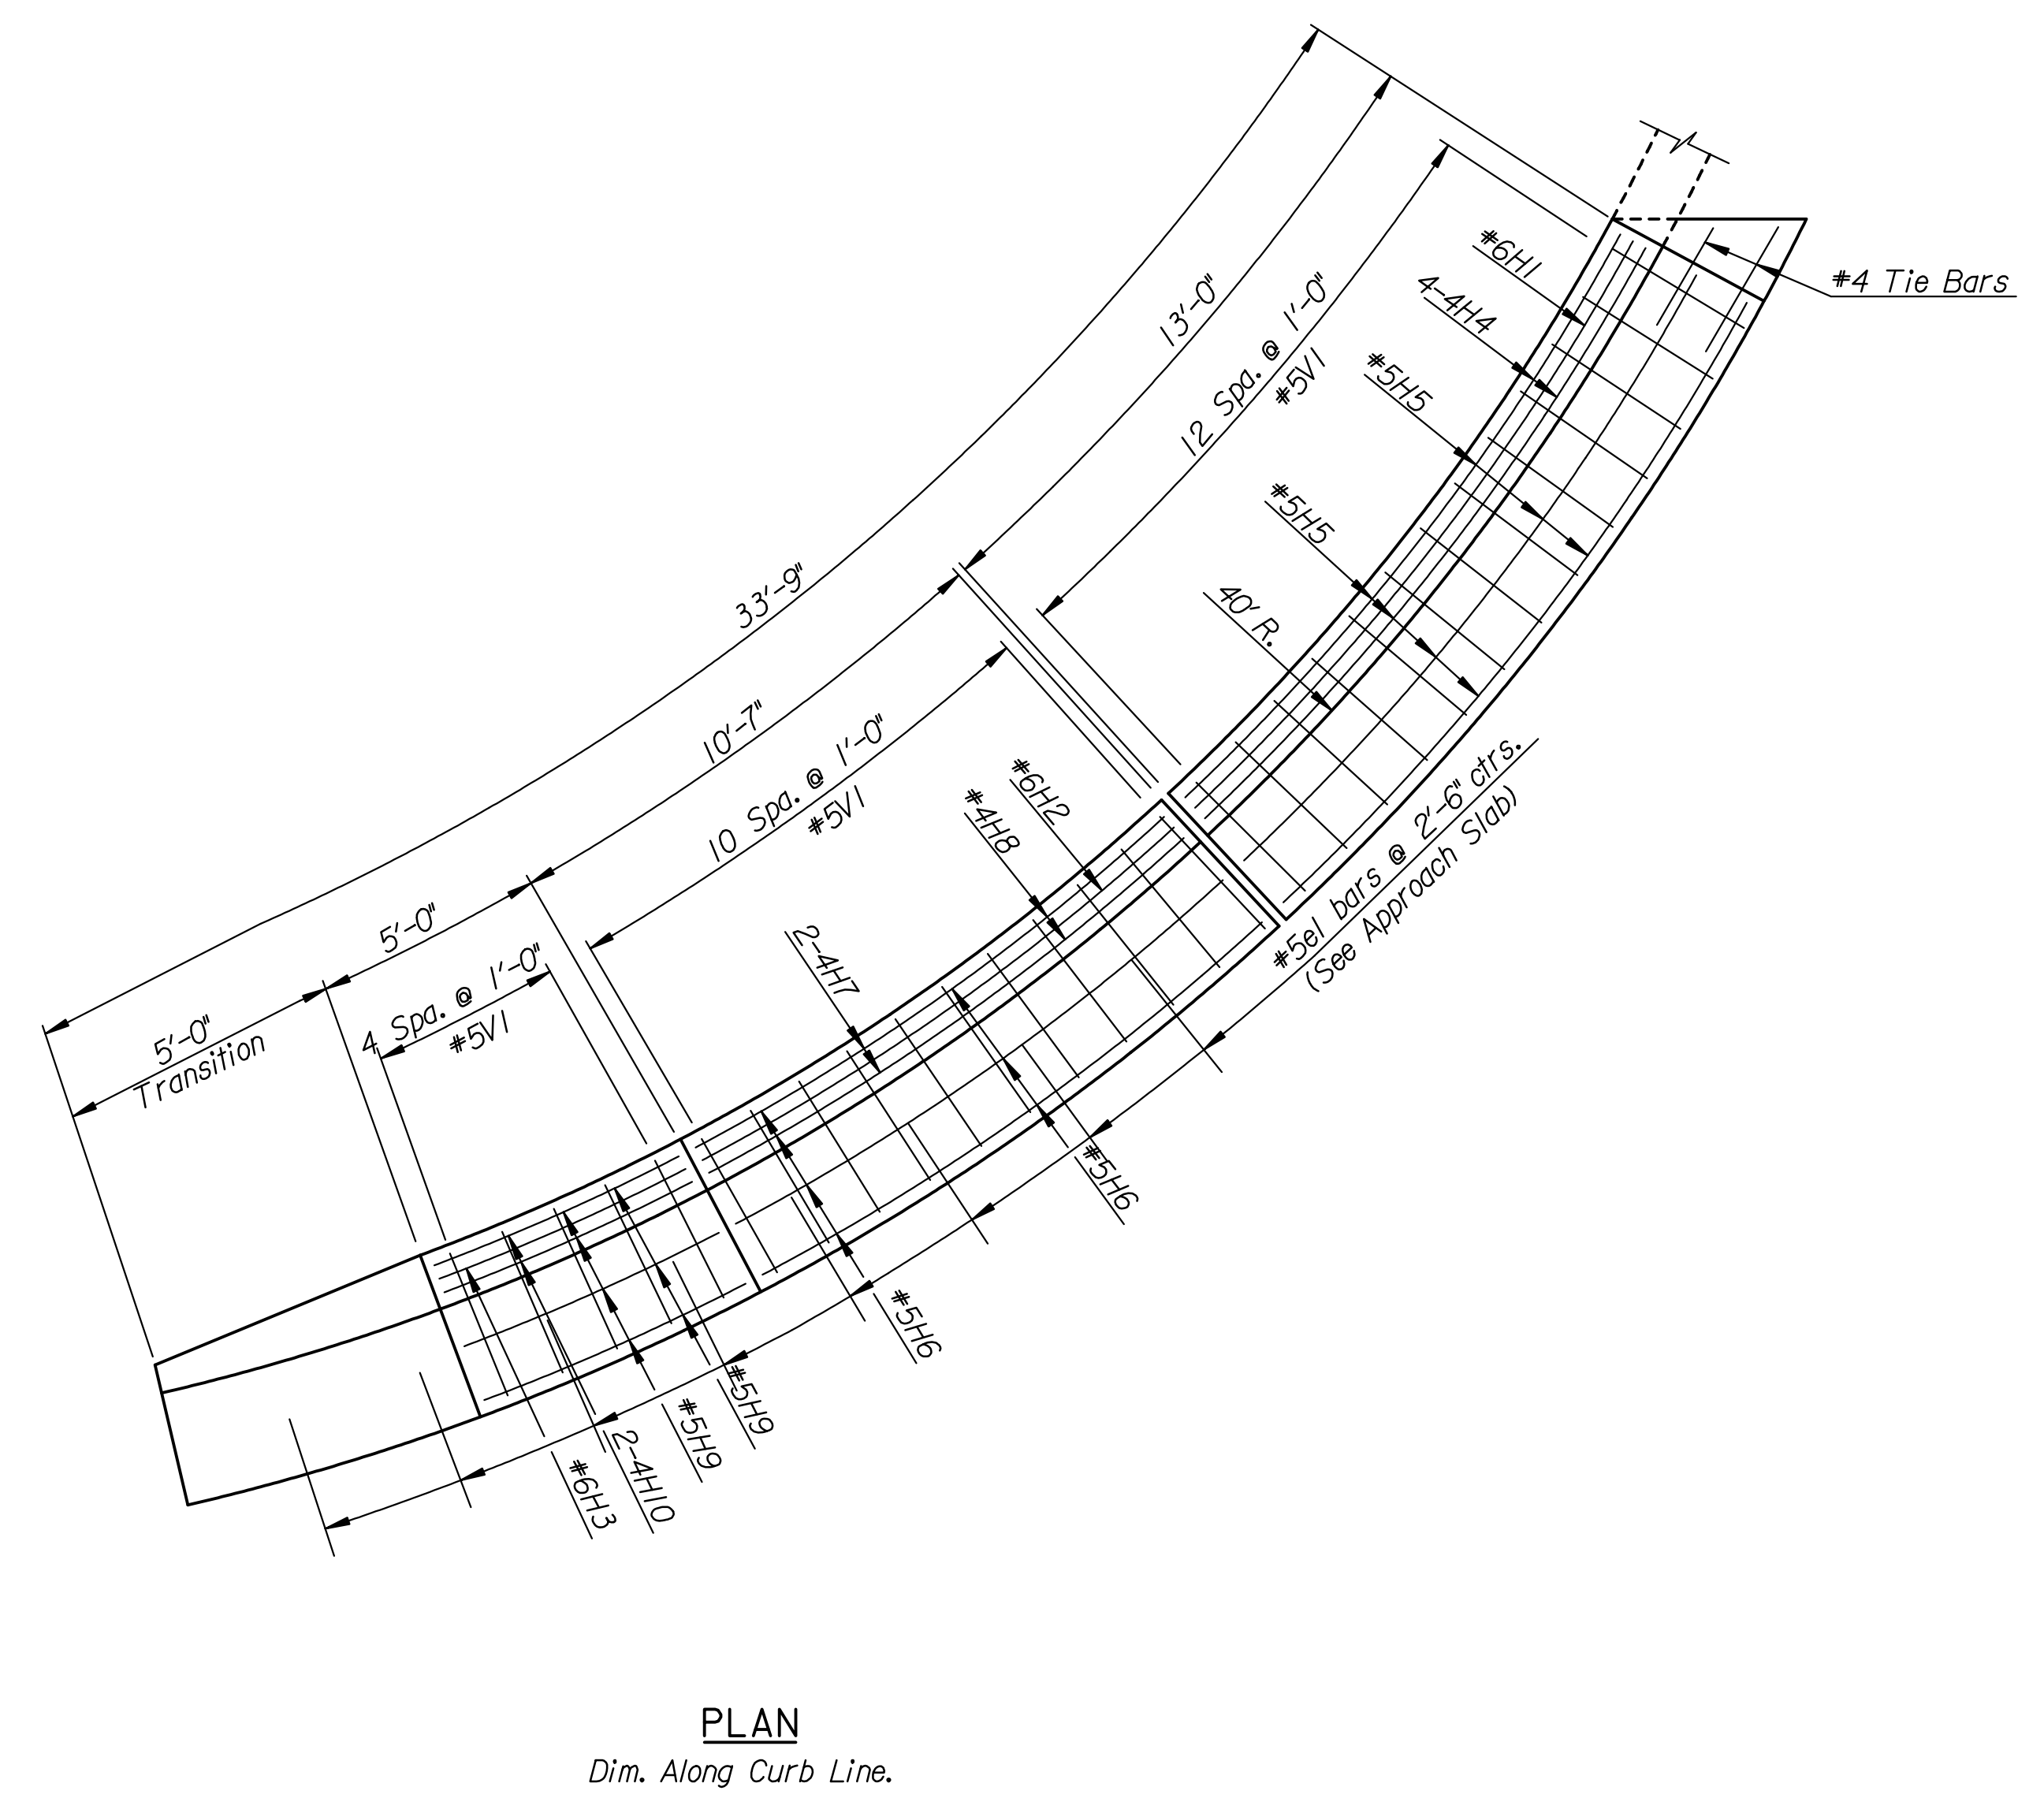 33'-9"
13'-0"
12 Spa. @ 1'-0"
#5V1
#6H1
4-4H4
#5H5
#5H5
40' R.
#4 Tie Bars
10'-7"
10 Spa. @ 1'-0"
#5V1
#6H2
#4H8
2-4H7
5'-0"
4 Spa. @ 1'-0"
#5V1
5'-0"
Transition
#5e1 bars @ 2'-6" ctrs.
(See Approach Slab)
#5H6
#5H6
#5H9
#5H9
2-4H10
#6H3
PLAN
Dim. Along Curb Line.